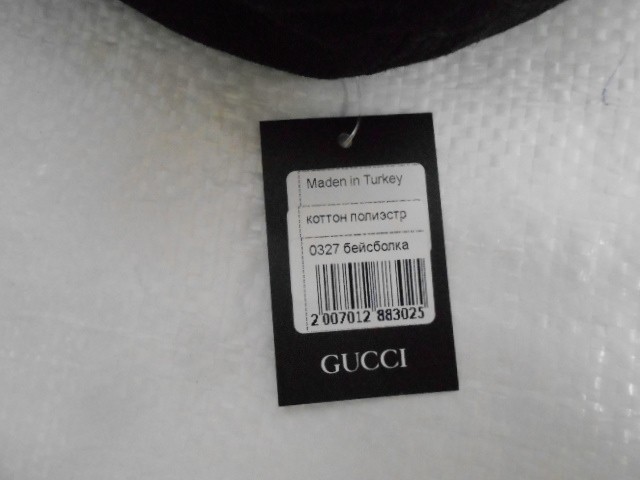 Maden in Turkey
коттон полиэстр
0327 бейсболка
2 007012 883025
GUCCI